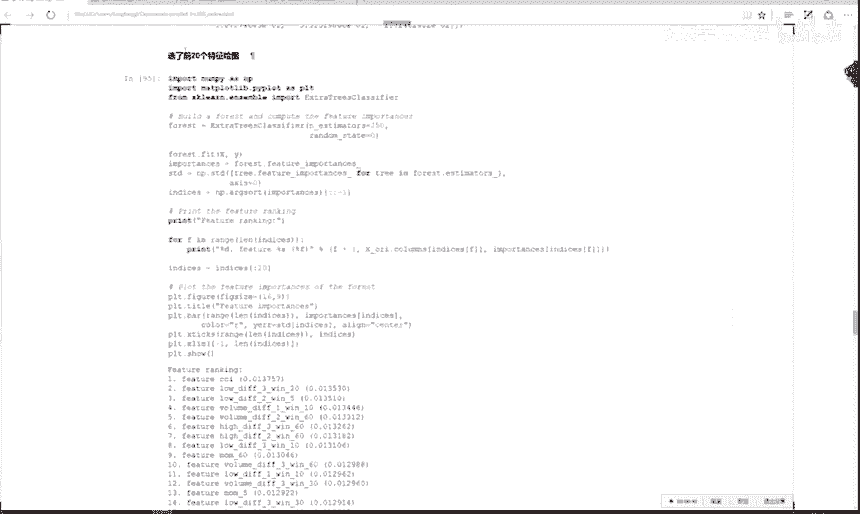 选了前20个特征绘图 ¶
In [95]:
import numpy as np
import matplotlib.pyplot as plt
from sklearn.ensemble import ExtraTreesClassifier
# Build a forest and compute the feature importances
forest = ExtraTreesClassifier(n_estimators=250,
random_state=0)
forest.fit(X, y)
importances = forest.feature_importances_
std = np.std([tree.feature_importances_ for tree in forest.estimators_],
axis=0)
indices = np.argsort(importances)[::-1]
# Print the feature ranking
print("Feature ranking:")
for f in range(len(indices)):
print("%d. feature %s (%f)" % (f + 1, X_ori.columns[indices[f]], importances[indices[f]]))
indices = indices[:20]
# Plot the feature importances of the forest
plt.figure(figsize=(16,9))
plt.title("Feature importances")
plt.bar(range(len(indices)), importances[indices],
color="r", yerr=std[indices], align="center")
plt.xticks(range(len(indices)), indices)
plt.xlim([-1, len(indices)])
plt.show()
Feature ranking:
1. feature cci (0.013757)
2. feature low_diff_3_win_20 (0.013530)
3. feature low_diff_2_win_5 (0.013510)
4. feature volume_diff_1_win_10 (0.013448)
5. feature volume_diff_2_win_60 (0.013312)
6. feature high_diff_3_win_60 (0.013262)
7. feature high_diff_2_win_60 (0.013182)
8. feature low_diff_3_win_10 (0.013106)
9. feature mom_60 (0.013046)
10. feature volume_diff_3_win_60 (0.012988)
11. feature low_diff_1_win_10 (0.012962)
12. feature volume_diff_3_win_30 (0.012960)
13. feature mom_5 (0.012922)
14. feature low_diff_3_win_30 (0.012914)